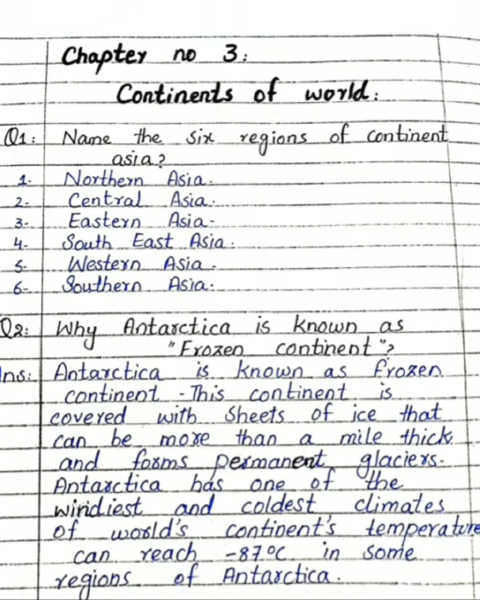 Chapter no 3:
Continents of world:
Q1: Name the six regions of continent
asia?
1- Northern Asia.
2- Central Asia.
3- Eastern Asia-
4- South East Asia.
5- Western Asia.
6- Southern Asia.
Q2: Why Antarctica is known as
"Frozen continent"?
Ans: Antarctica is known as frozen
continent - This continent is
covered with Sheets of ice that
can be more than a mile thick
and forms permanent glaciers-
Antarctica has one of the
windiest and coldest climates
of world's continent's temperature
can reach -87°C in some
regions of Antarctica.